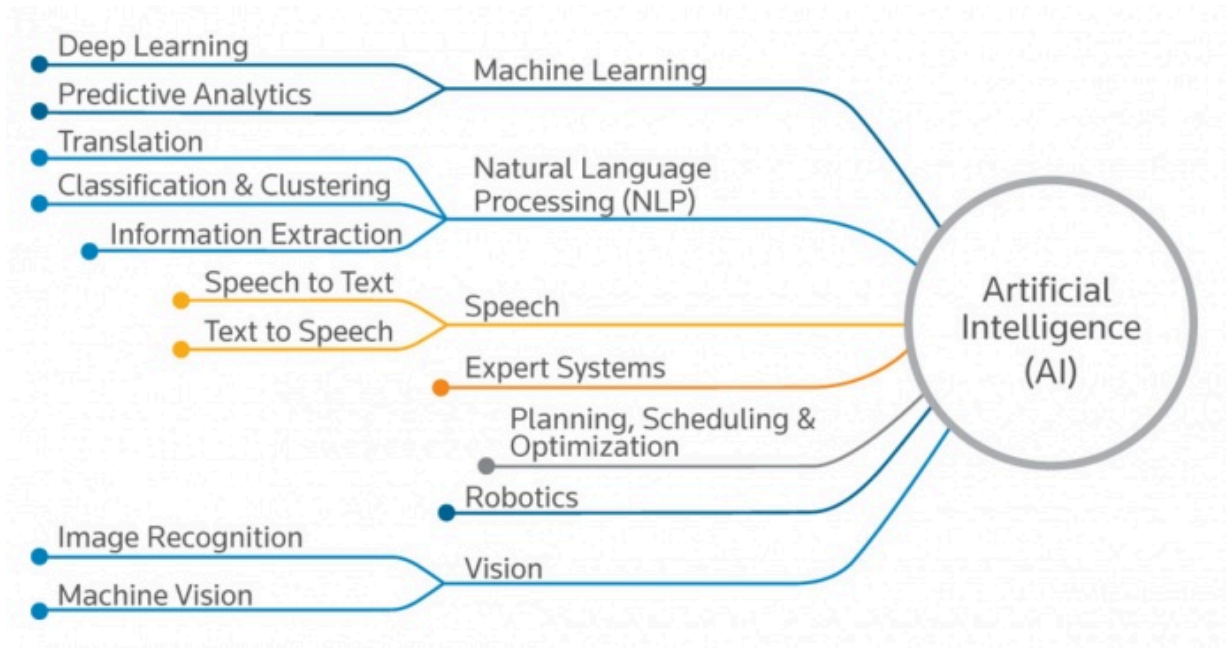 Deep Learning
Machine Learning
Predictive Analytics
Translation
Natural Language
Processing (NLP)
Classification & Clustering
Information Extraction
Speech to Text
Speech
Text to Speech
Expert Systems
Planning, Scheduling &
Optimization
Robotics
Image Recognition
Vision
Machine Vision
Artificial
Intelligence
(AI)